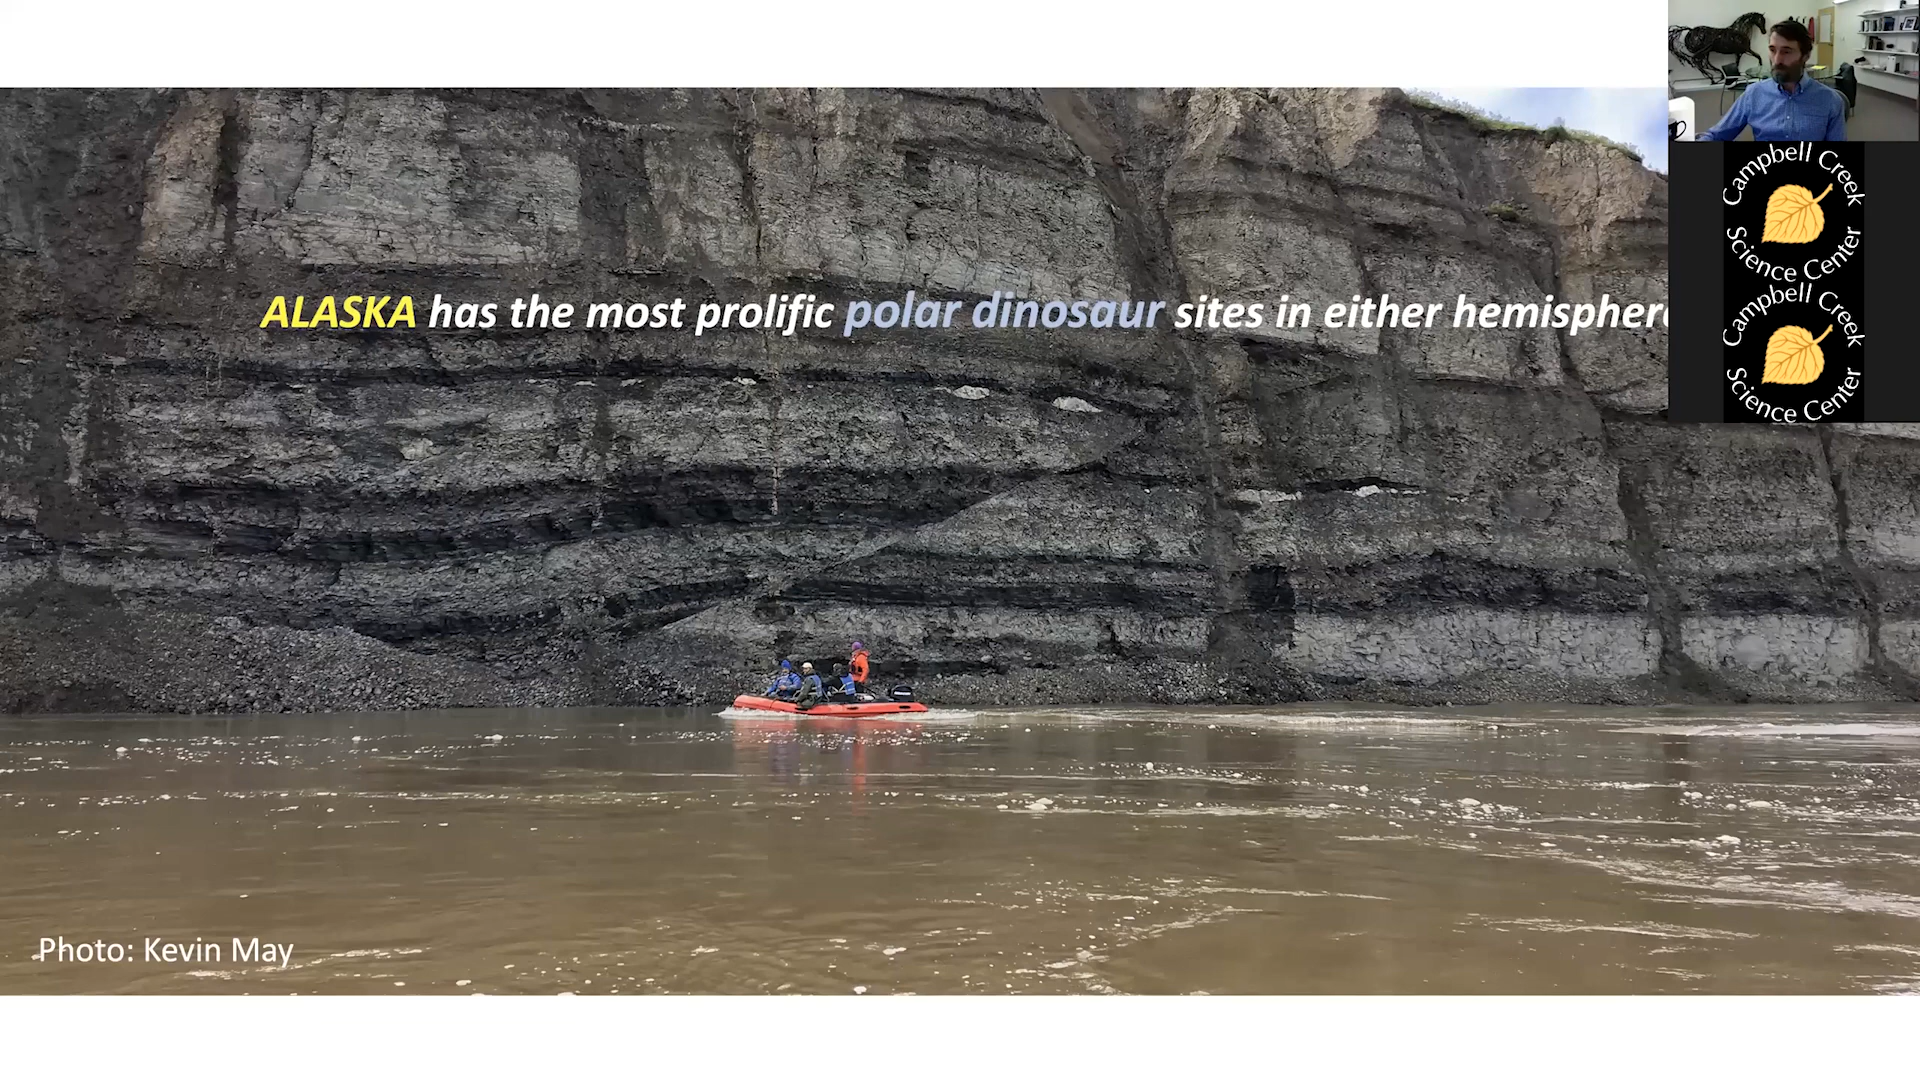 ALASKA has the most prolific polar dinosaur sites in either hemisphere
Campbell Creek
Science Center
Campbell Creek
Science Center
Photo: Kevin May